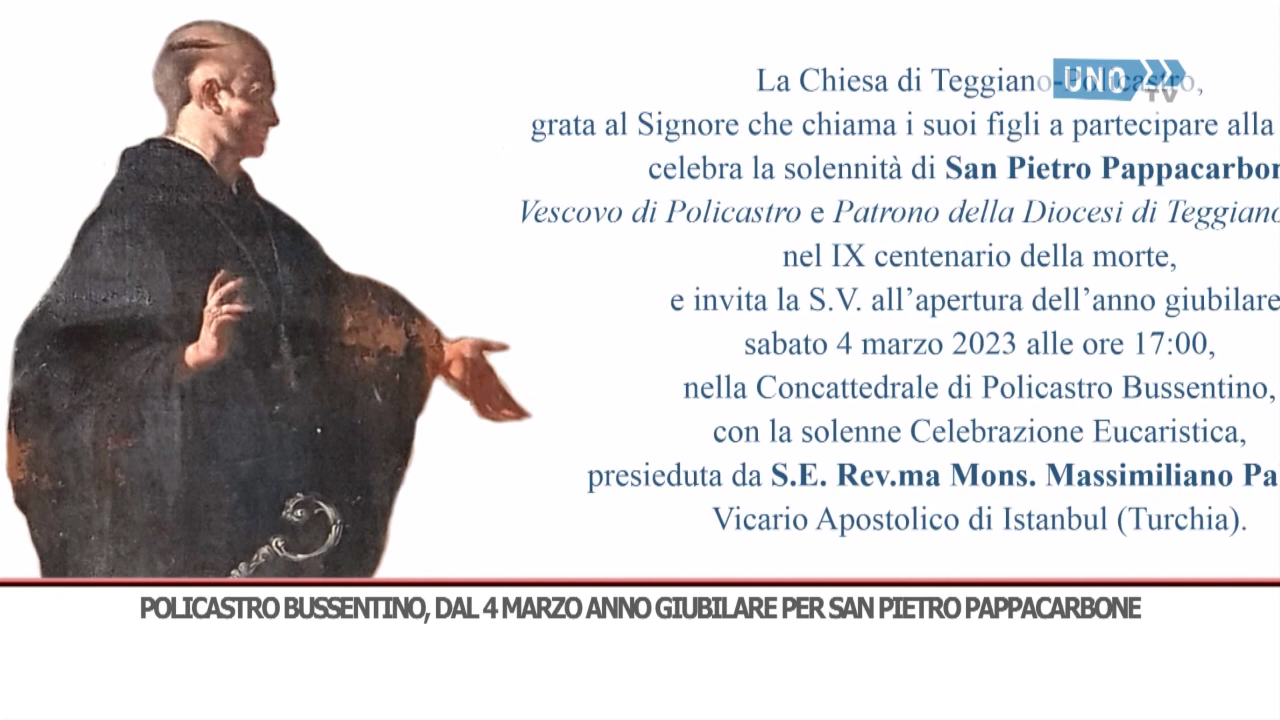 La Chiesa di Teggiano-Policastro,
UNO TV
grata al Signore che chiama i suoi figli a partecipare alla
celebra la solennità di San Pietro
Vescovo di Policastro e Patrono della Diocesi di
nel IX centenario della morte,
e invita la S.V. all’apertura dell’anno giubilare
sabato 4 marzo 2023 alle ore 17:00,
nella Concattedrale di Policastro Bussentino,
con la solenne Celebrazione Eucaristica,
presieduta da S.E. Rev.ma Mons. Massimiliano
Vicario Apostolico di Istanbul (Turchia).
POLICASTRO BUSSENTINO, DAL 4 MARZO ANNO GIUBILARE PER SAN PIETRO PAPPACARBONE